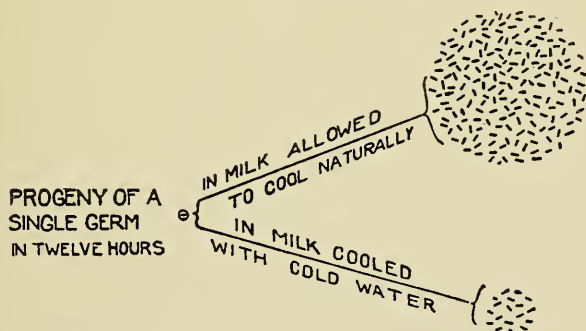 PROGENY OF A
SINGLE GERM
IN TWELVE HOURS
IN MILK ALLOWED
TO COOL NATURALLY
IN MILK COOLED
WITH COLD WATER